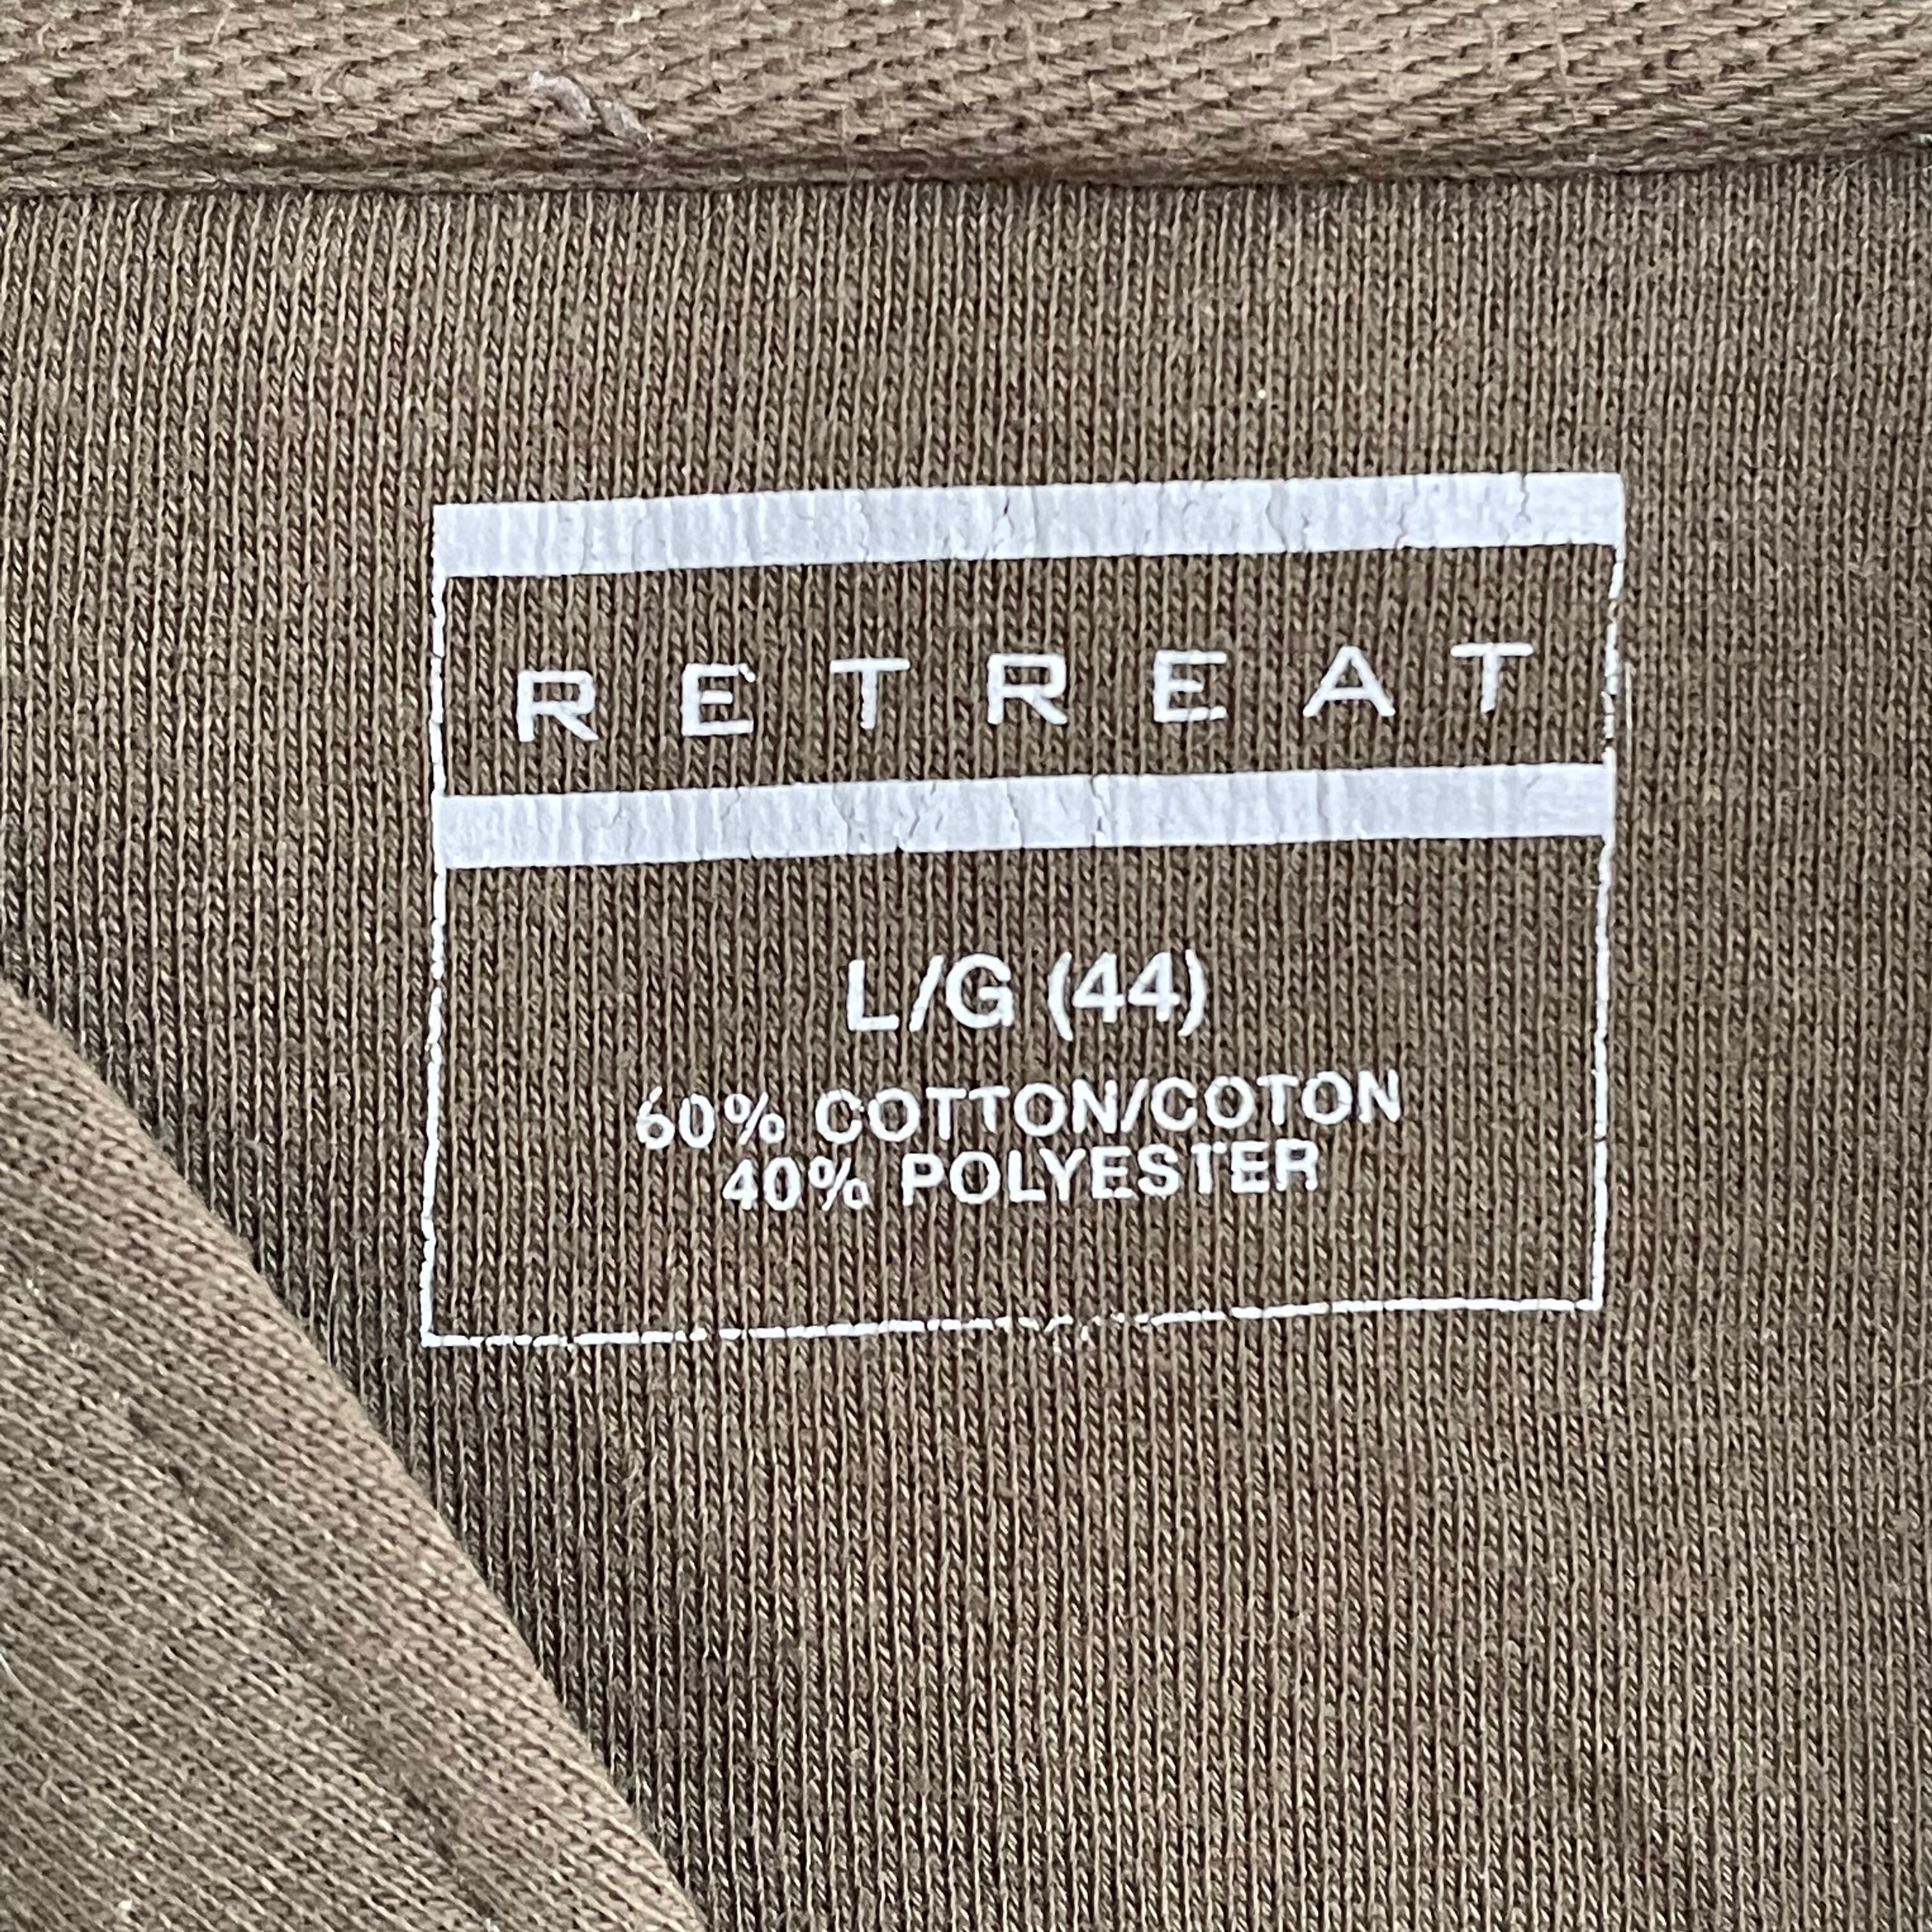 RETREAT
L/G (44)
60% COTTON/COTON
40% POLYESTER